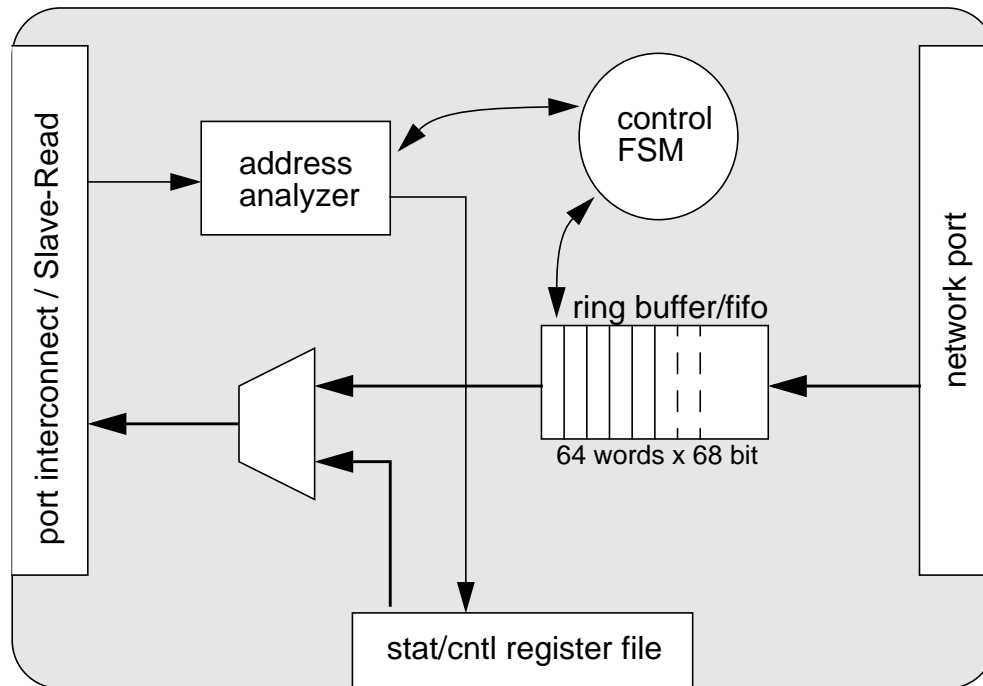 port interconnect / Slave-Read
address
analyzer
control
FSM
ring buffer/fifo
64 words x 68 bit
network port
stat/cntl register file